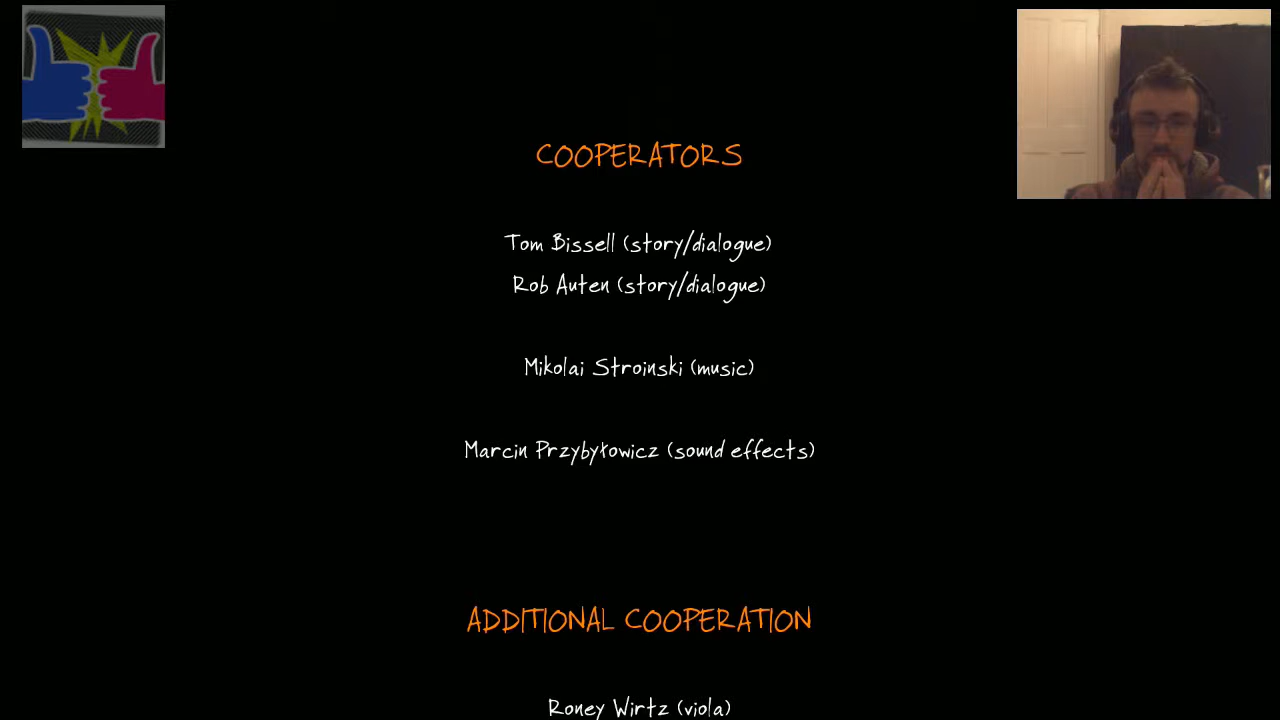 COOPERATORS
Tom Bissell (story/dialogue)
Rob Auten (story/dialogue)
Mikolai Stroinski (music)
Marcin Przybyłowicz (sound effects)
ADDITIONAL COOPERATION
Roney Wirtz (viola)